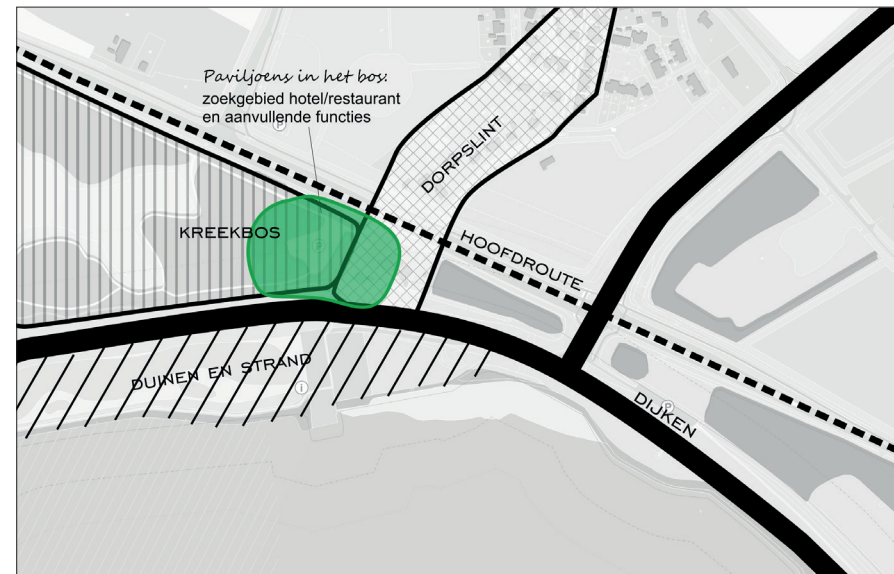 Paviljoens in het bos:
zoekgebied hotel/restaurant
en aanvullende functies
P
DORPSLINT
KREEKBOS
P
HOOFDROUTE
DUINEN EN STRAND
i
DIJKEN
P